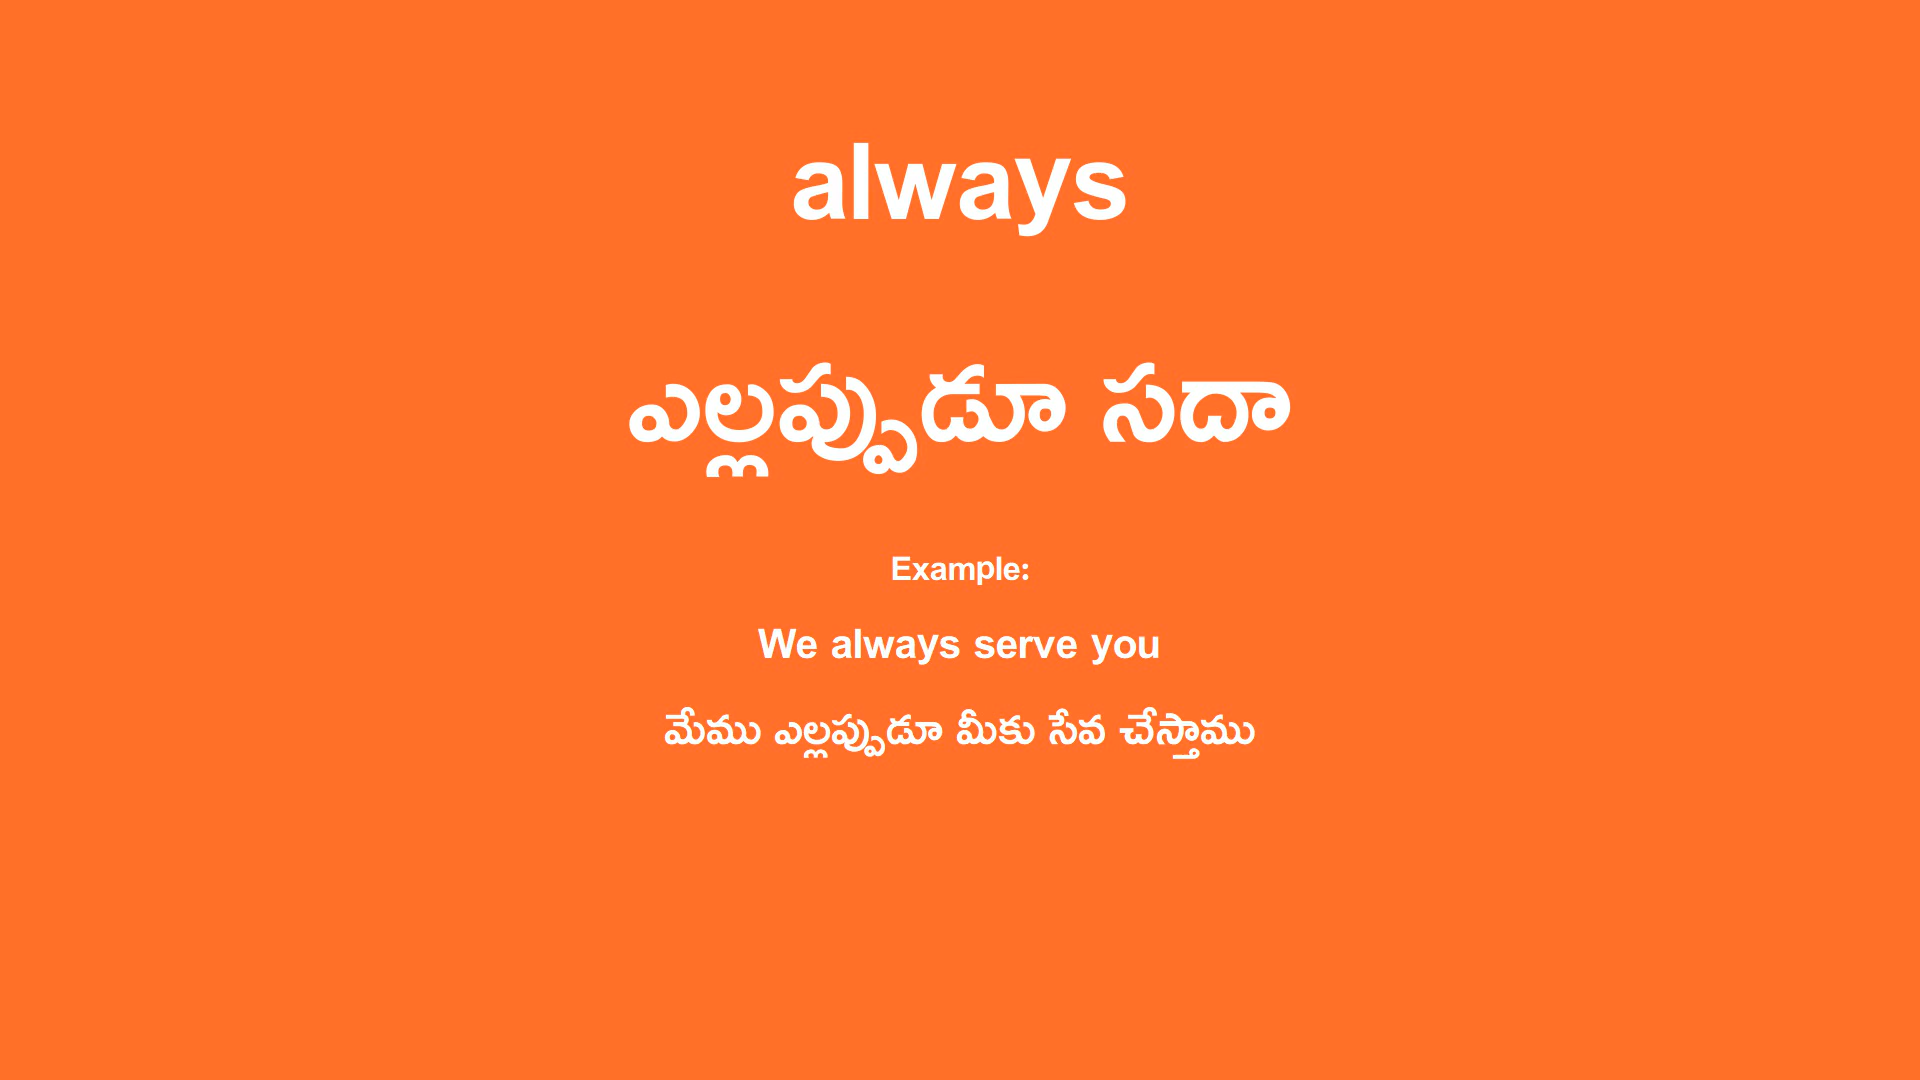 always
ఎల్లప్పుడూ సదా
Example:
We always serve you
మేము ఎల్లప్పుడూ మీకు సేవ చేస్తాము